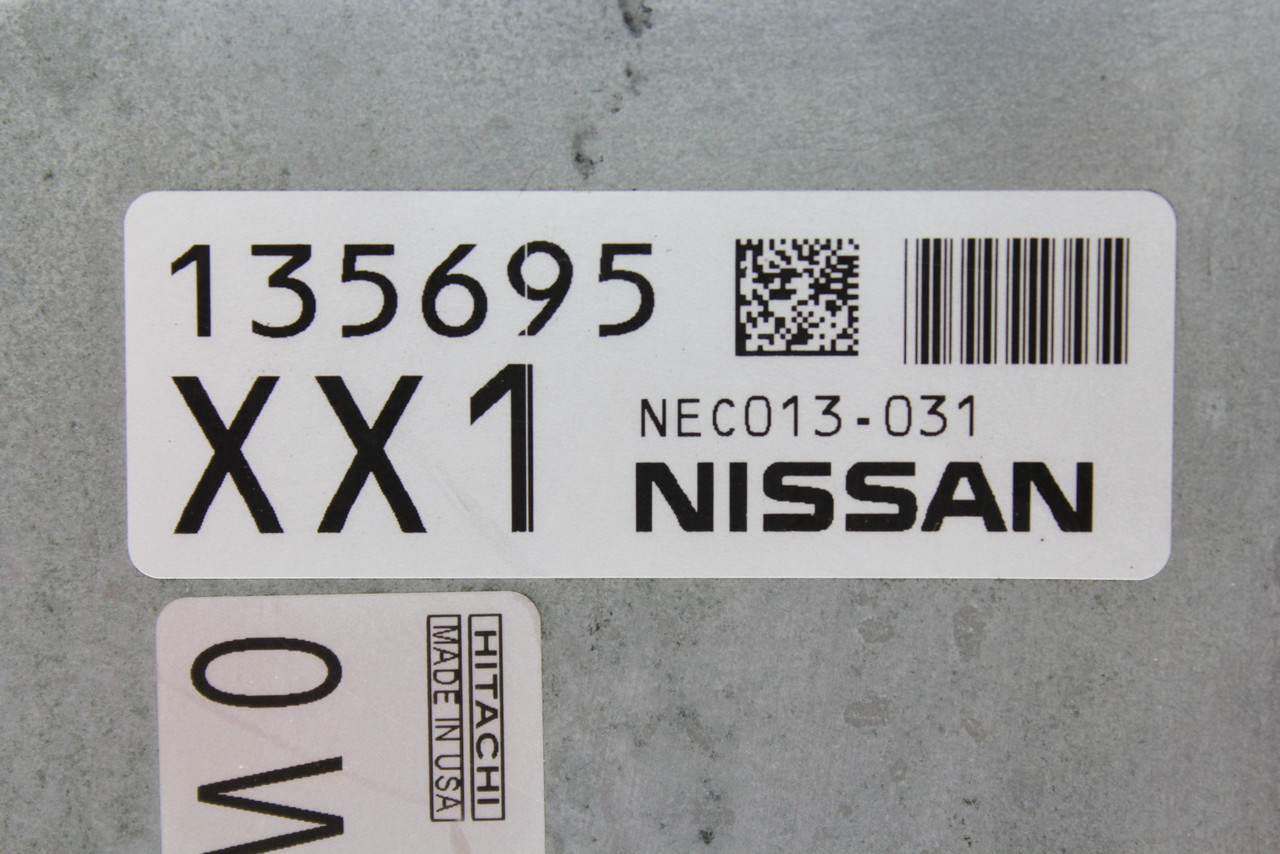 135695
XX1
NEC013-031
NISSAN
HITACHI
MADE IN USA